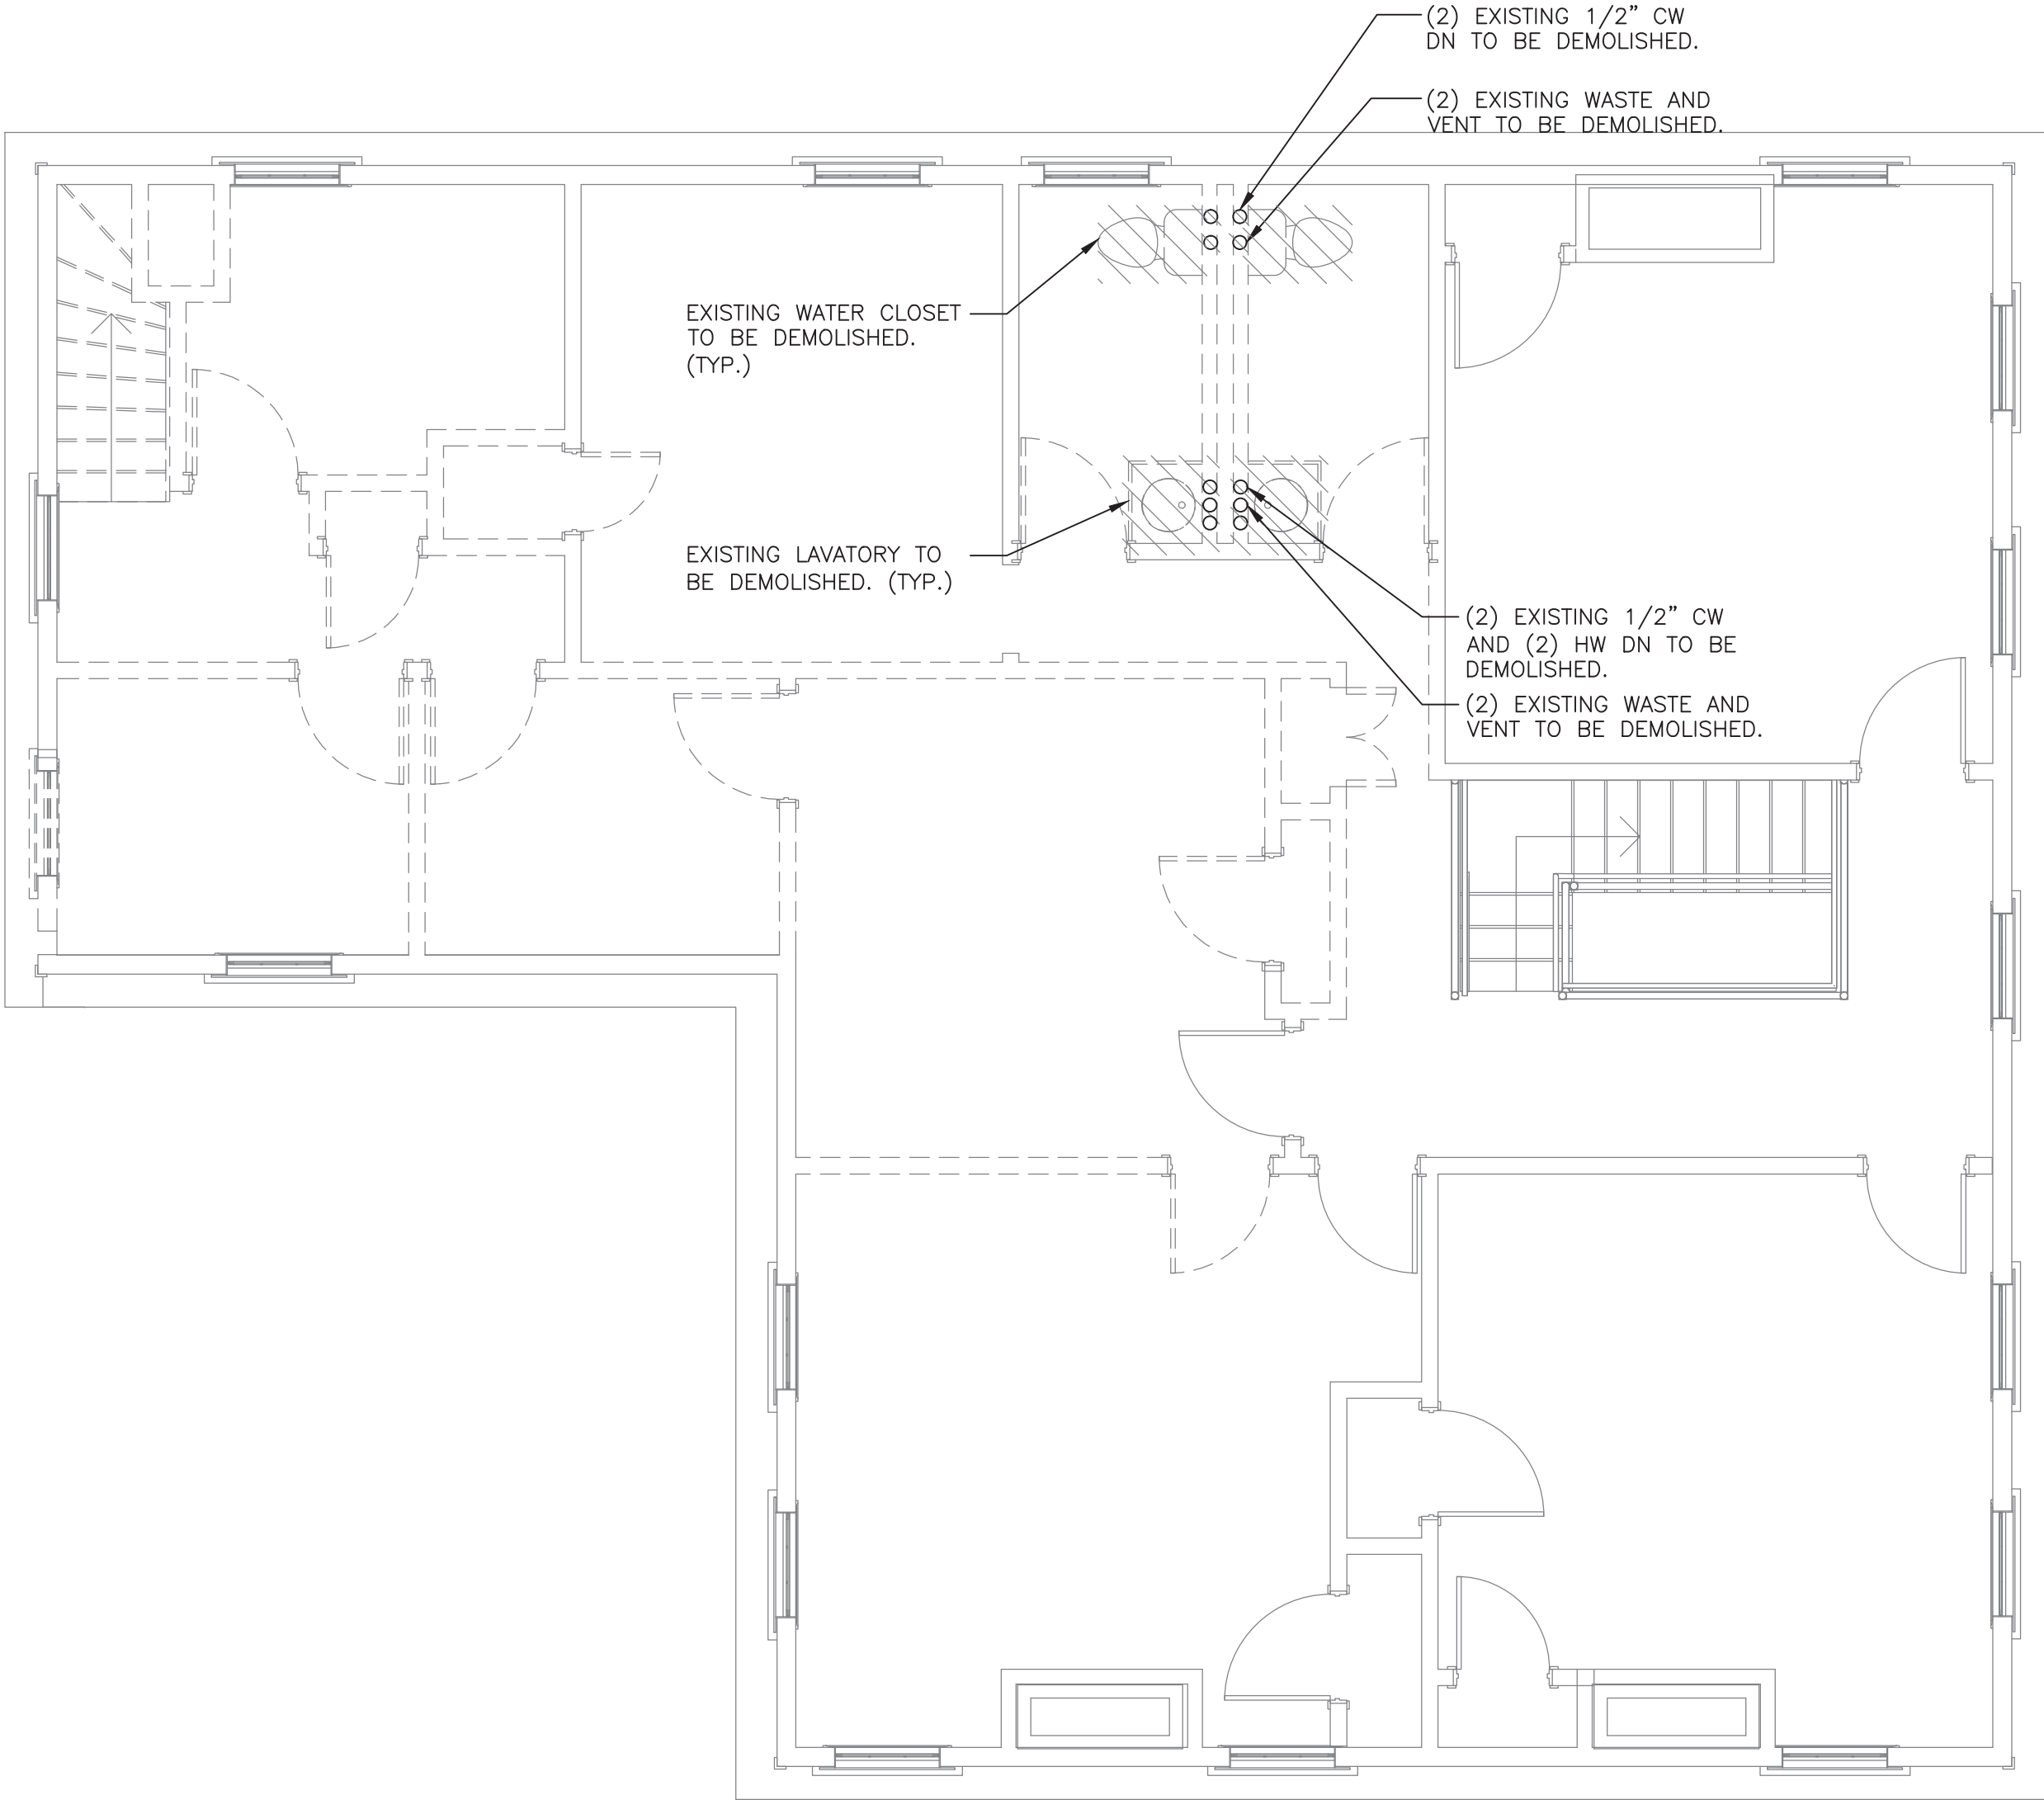 (2) EXISTING 1/2” CW
DN TO BE DEMOLISHED.
(2) EXISTING WASTE AND
VENT TO BE DEMOLISHED.
EXISTING WATER CLOSET
TO BE DEMOLISHED.
(TYP.)
EXISTING LAVATORY TO
BE DEMOLISHED. (TYP.)
(2) EXISTING 1/2” CW
AND (2) HW DN TO BE
DEMOLISHED.
(2) EXISTING WASTE AND
VENT TO BE DEMOLISHED.